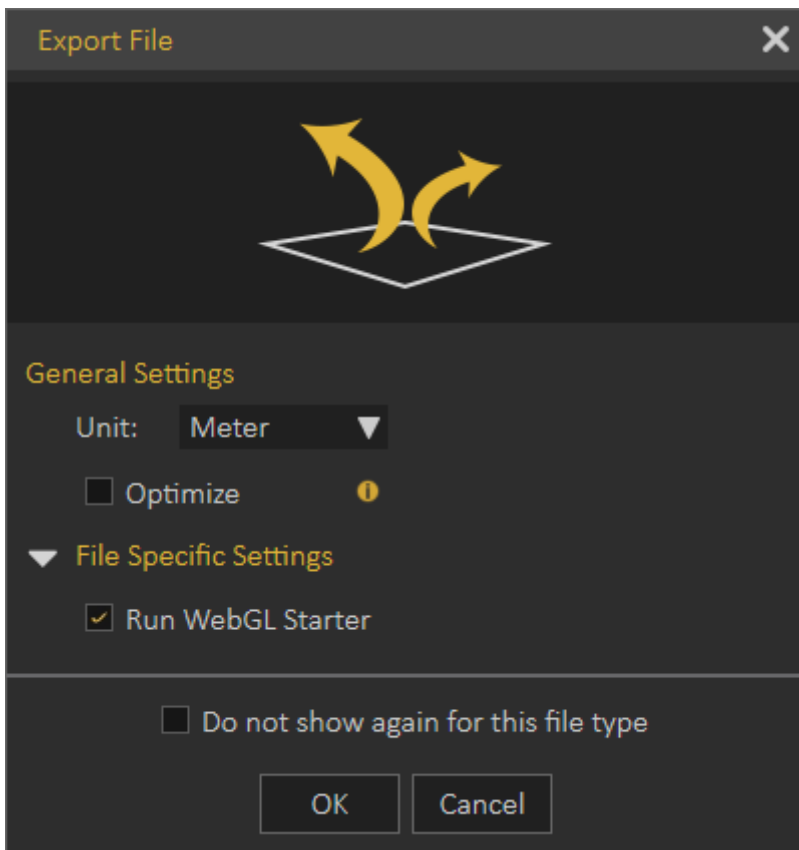 Export File
General Settings
Unit: Meter
Optimize
File Specific Settings
Run WebGL Starter
Do not show again for this file type
OK Cancel